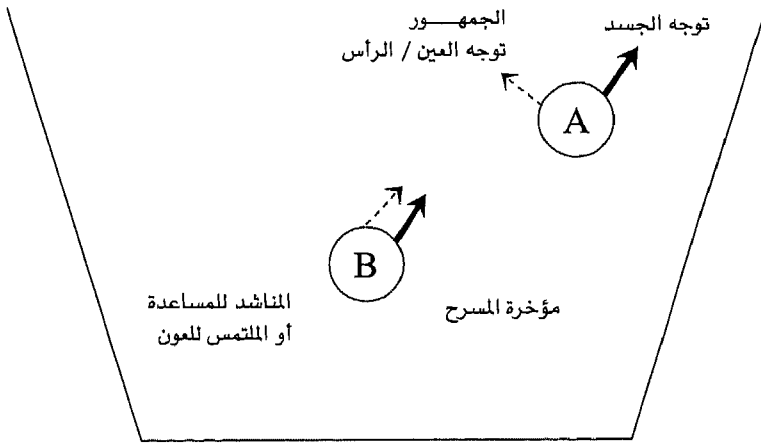 الجمهـــــور
توجه العين / الرأس
توجه الجسد
A
B
المناشد للمساعدة
أو الملتمس للعون
مؤخرة المسرح